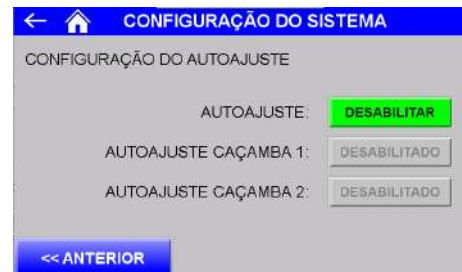 CONFIGURAÇÃO DO SISTEMA
CONFIGURAÇÃO DO AUTOAJUSTE
AUTOAJUSTE: DESABILITAR
AUTOAJUSTE CAÇAMBA 1: DESABILITADO
AUTOAJUSTE CAÇAMBA 2: DESABILITADO
<< ANTERIOR